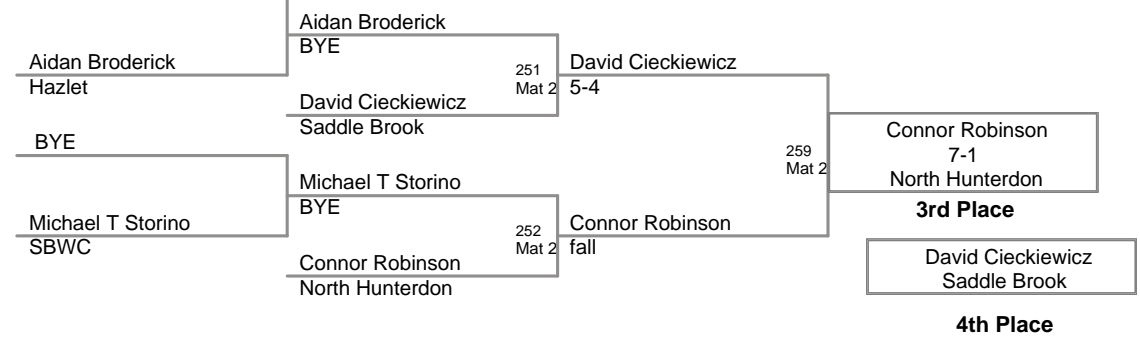 Aidan Broderick
BYE
Aidan Broderick
Hazlet
251
Mat 2
David Cieckiewicz
5-4
David Cieckiewicz
Saddle Brook
BYE
259
Mat 2
Connor Robinson
7-1
North Hunterdon
3rd Place
Michael T Storino
BYE
Michael T Storino
SBWC
252
Mat 2
Connor Robinson
fall
Connor Robinson
North Hunterdon
David Cieckiewicz
Saddle Brook
4th Place